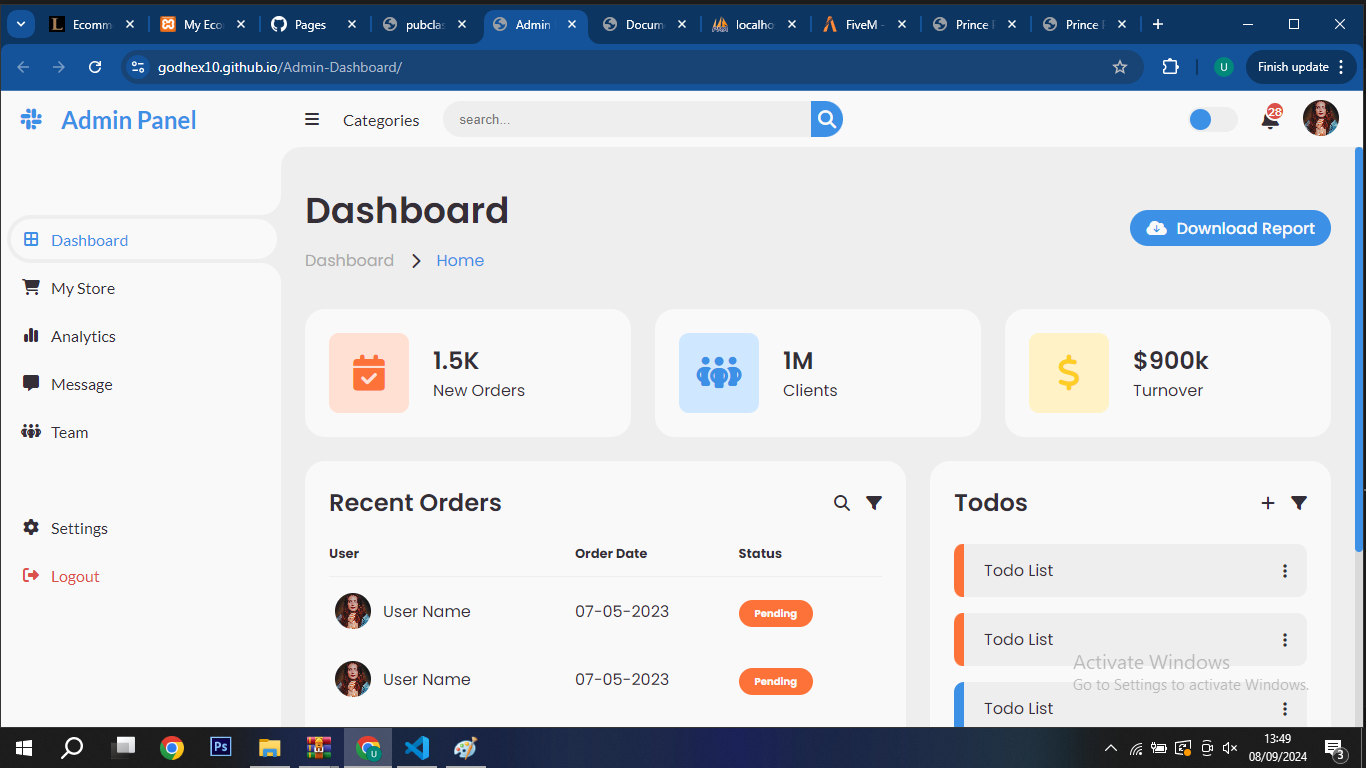 Ecomm
My Eco
Pages
pubclas
Admin
Docum
localho
FiveM -
Prince
Prince
godhex10.github.io/Admin-Dashboard/
U
Finish update
Admin Panel
Categories
search...
28
Dashboard
My Store
Analytics
Message
Team
Settings
Logout
Dashboard
Dashboard
Home
Download Report
1.5K
New Orders
1M
Clients
$900k
Turnover
Recent Orders
User Order Date Status
User Name 07-05-2023 Pending
User Name 07-05-2023 Pending
Todos
Todo List
Todo List
Todo List
Activate Windows
Go to Settings to activate Windows.
Ps
U
13:49
08/09/2024
3